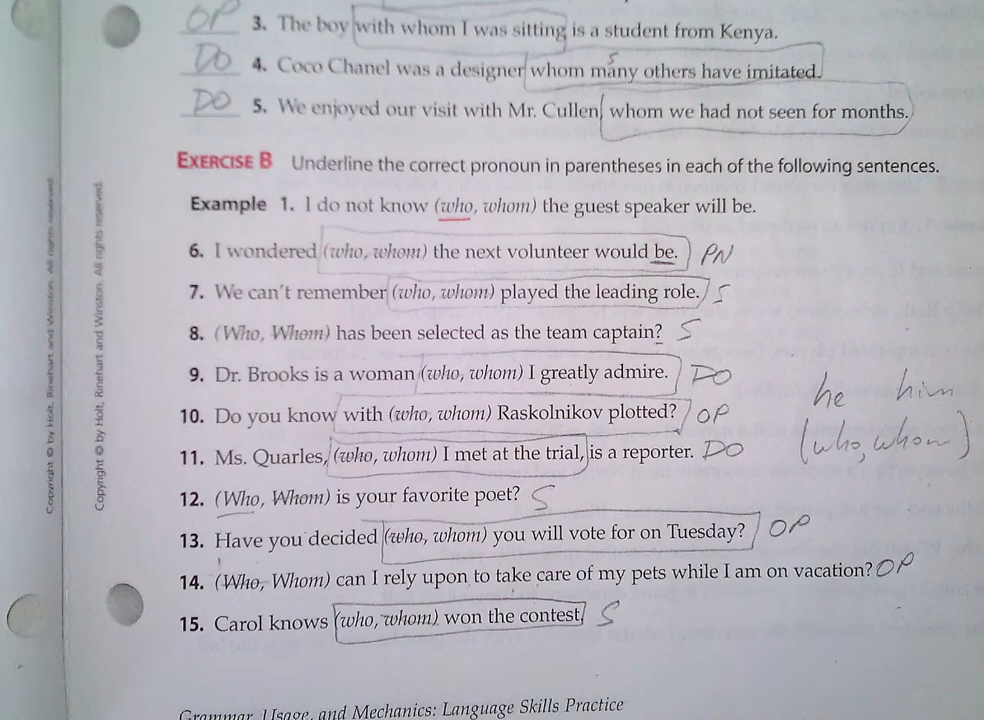 OP 3. The boy with whom I was sitting is a student from Kenya.
DO 4. Coco Chanel was a designer whom many others have imitated. S
DO 5. We enjoyed our visit with Mr. Cullen, whom we had not seen for months.
EXERCISE B Underline the correct pronoun in parentheses in each of the following sentences.
Example 1. I do not know (who, whom) the guest speaker will be.
6. I wondered (who, whom) the next volunteer would be. PN
7. We can't remember (who, whom) played the leading role. S
8. (Who, Whom) has been selected as the team captain? S
9. Dr. Brooks is a woman (who, whom) I greatly admire. DO
10. Do you know with (who, whom) Raskolnikov plotted? OP
he him
(who, whom)
11. Ms. Quarles, (who, whom) I met at the trial, is a reporter. DO
12. (Who, Whom) is your favorite poet? S
13. Have you decided (who, whom) you will vote for on Tuesday? OP
14. (Who, Whom) can I rely upon to take care of my pets while I am on vacation? OP
15. Carol knows (who, whom) won the contest. S
Grammar, Usage, and Mechanics: Language Skills Practice
Copyright © by Holt, Rinehart and Winston. All rights reserved.
Copyright © by Holt, Rinehart and Winston. All rights reserved.